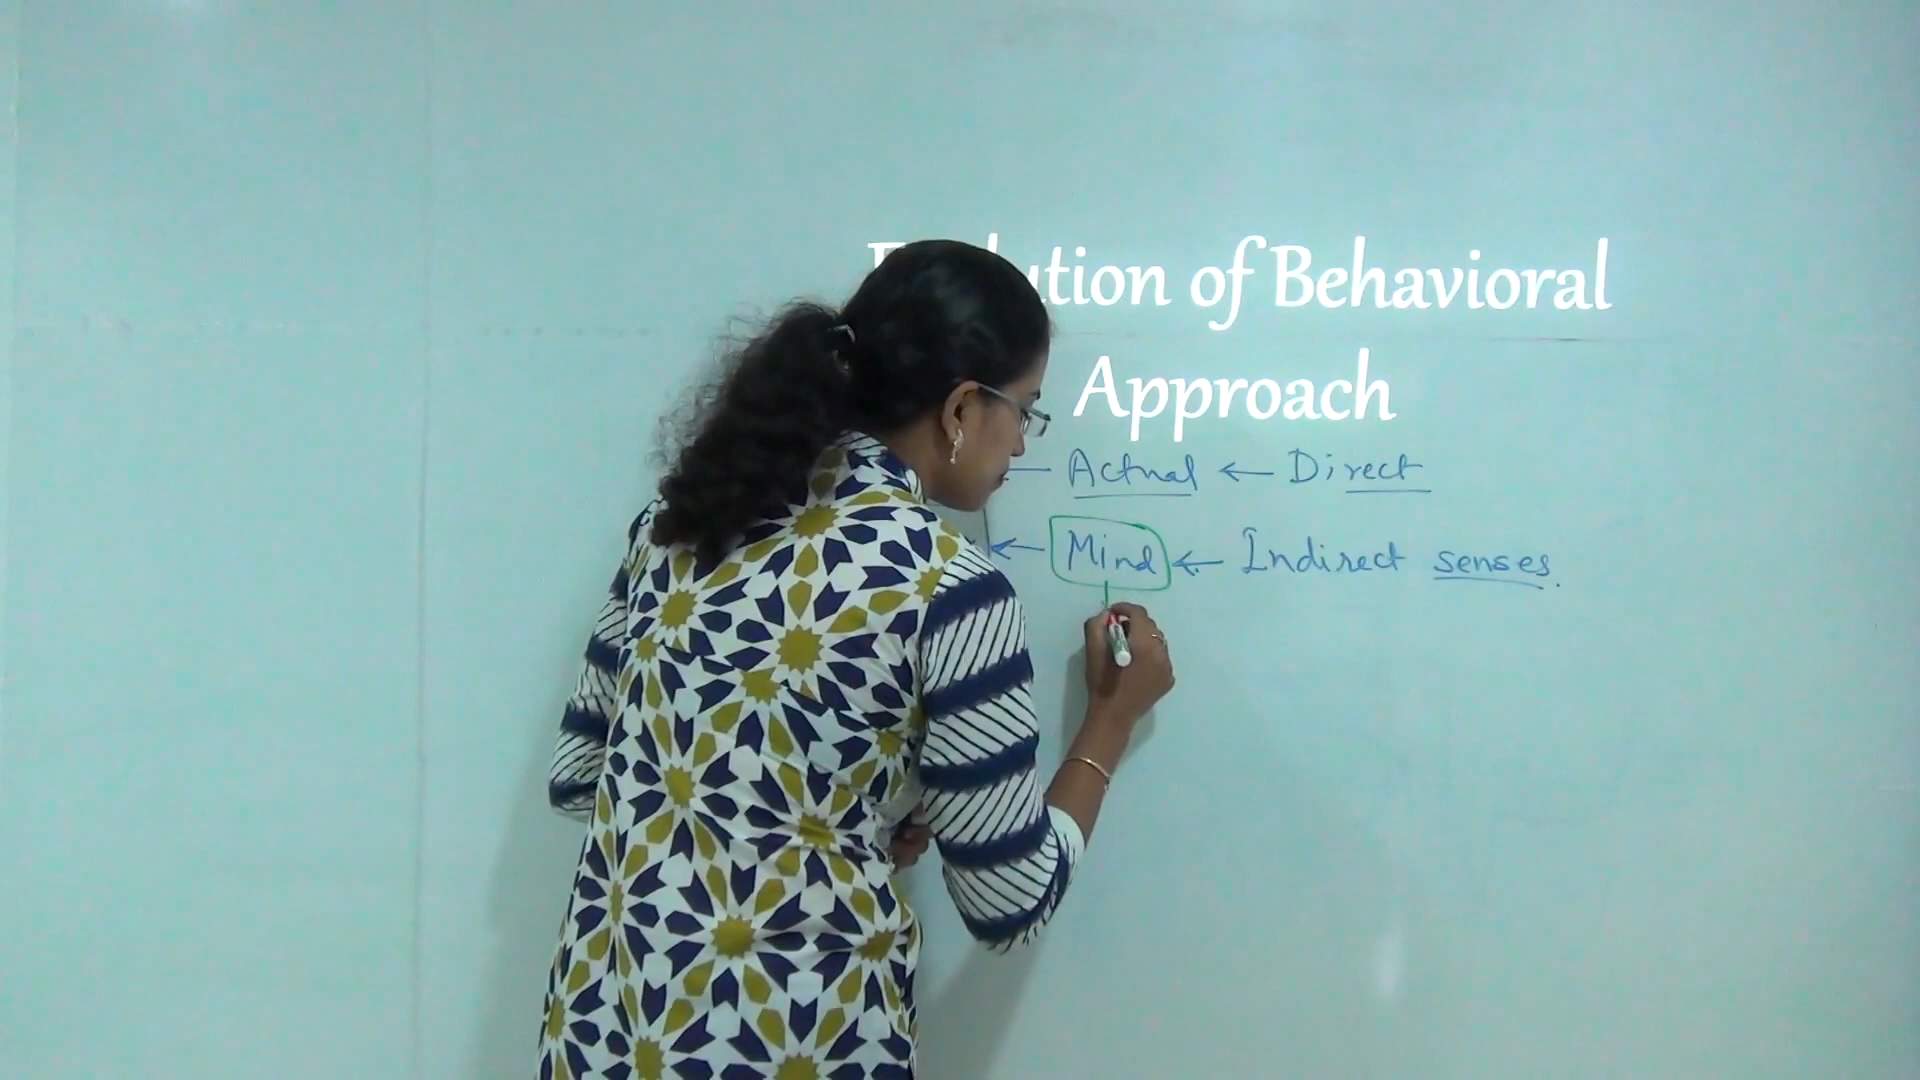 ution of Behavioral
Approach
— Actual ← Direct
← Mind ← Indirect senses.